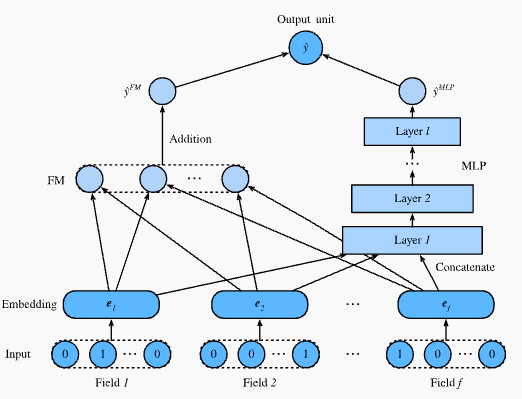 Output unit
ŷ
ŷ^FM
ŷ^MLP
Layer l
Addition
...
MLP
FM
...
Layer 2
Layer 1
Concatenate
Embedding
e_1
e_2
...
e_f
Input
0 1 ... 0
0 0 ... 1
...
1 0 ... 0
Field 1
Field 2
Field f